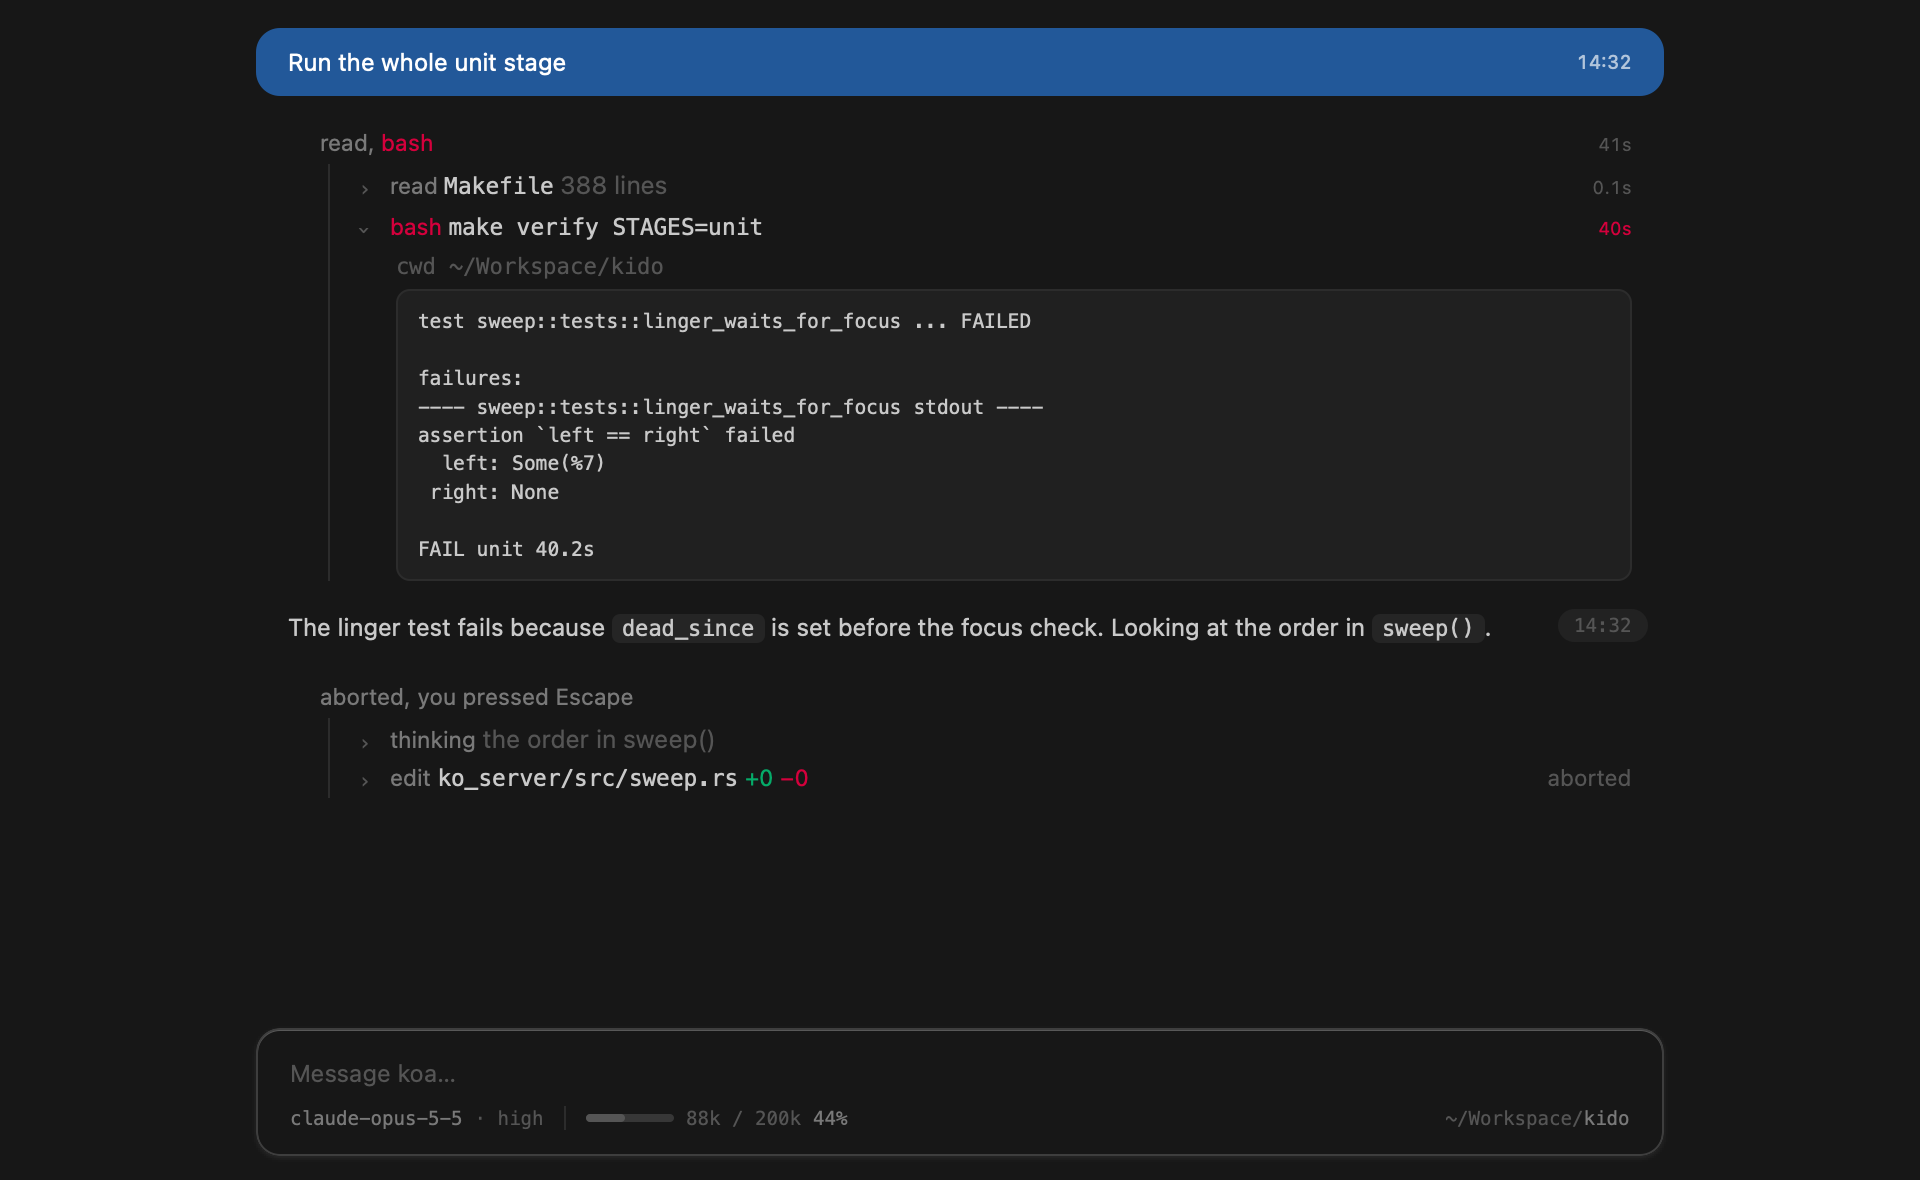 Run the whole unit stage 14:32
read, bash 41s
› read Makefile 388 lines 0.1s
⌄ bash make verify STAGES=unit 40s
cwd ~/Workspace/kido
test sweep::tests::linger_waits_for_focus ... FAILED
failures:
---- sweep::tests::linger_waits_for_focus stdout ----
assertion `left == right` failed
  left: Some(%7)
 right: None
FAIL unit 40.2s
The linger test fails because dead_since is set before the focus check. Looking at the order in sweep(). 14:32
aborted, you pressed Escape
› thinking the order in sweep()
› edit ko_server/src/sweep.rs +0 −0 aborted
Message koa...
claude-opus-5-5 · high 88k / 200k 44% ~/Workspace/kido